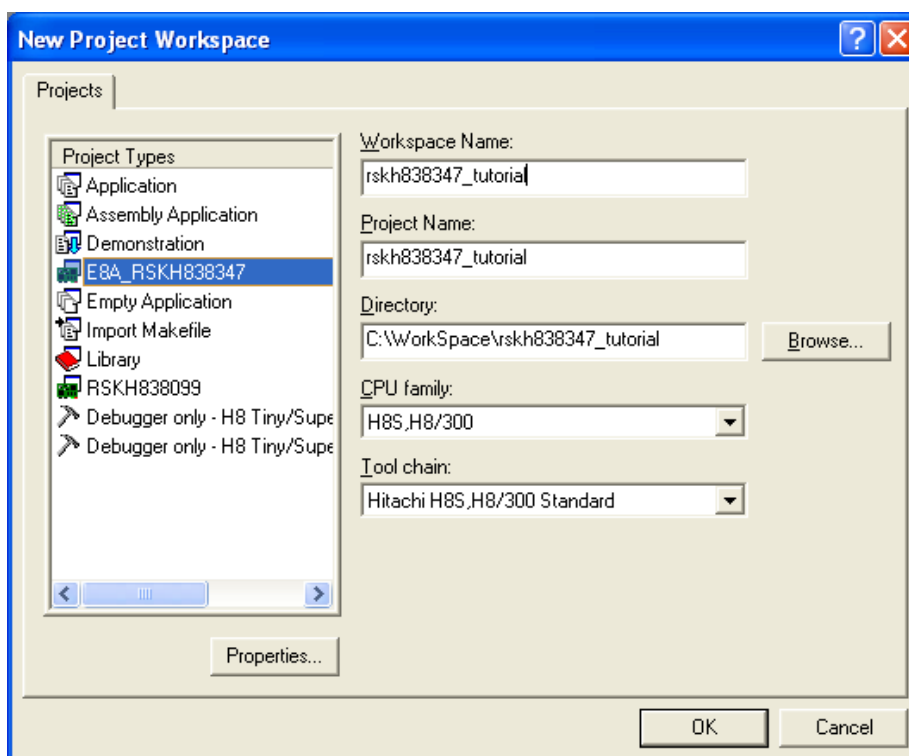 New Project Workspace
Projects
Project Types
Application
Assembly Application
Demonstration
E8A_RSKH838347
Empty Application
Import Makefile
Library
RSKH838099
Debugger only - H8 Tiny/Supe
Debugger only - H8 Tiny/Supe
Properties...
Workspace Name:
rskh838347_tutorial
Project Name:
rskh838347_tutorial
Directory:
C:\WorkSpace\rskh838347_tutorial
Browse...
CPU family:
H8S,H8/300
Tool chain:
Hitachi H8S,H8/300 Standard
OK
Cancel